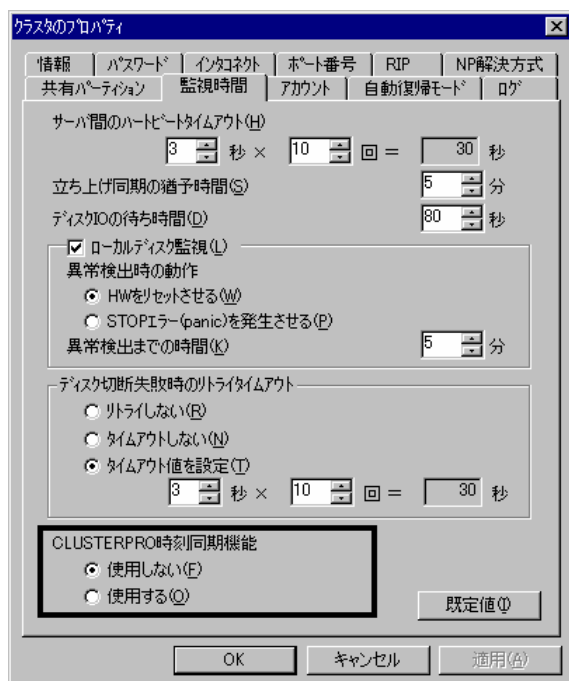 クラスタのプロパティ
情報 パスワード インタコネクト ポート番号 RIP NP解決方式
共有パーティション 監視時間 アカウント 自動復帰モード ログ
サーバ間のハートビートタイムアウト(H)
3 秒 × 10 回 = 30 秒
立ち上げ同期の猶予時間(S) 5 分
ディスクIOの待ち時間(D) 80 秒
ローカルディスク監視(L)
異常検出時の動作
HWをリセットさせる(W)
STOPエラー(panic)を発生させる(P)
異常検出までの時間(K) 5 分
ディスク切断失敗時のリトライタイムアウト
リトライしない(R)
タイムアウトしない(N)
タイムアウト値を設定(T)
3 秒 × 10 回 = 30 秒
CLUSTERPRO時刻同期機能
使用しない(F)
使用する(O)
既定値(I)
OK キャンセル 適用(A)